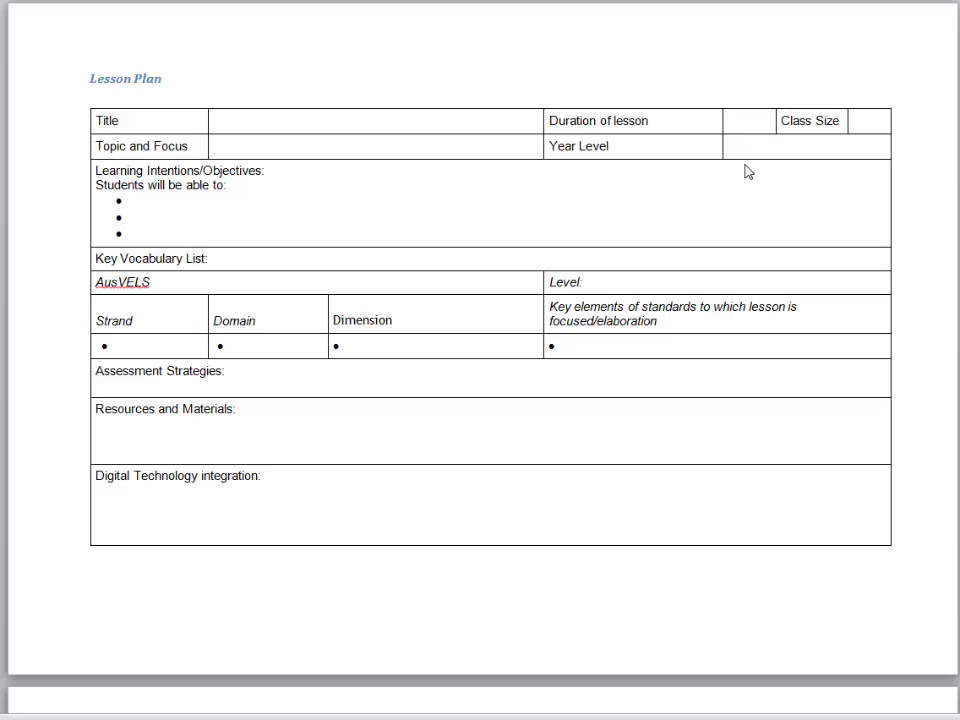 Lesson Plan
Title Duration of lesson Class Size
Topic and Focus Year Level
Learning Intentions/Objectives:
Students will be able to:
•
•
•
Key Vocabulary List:
AusVELS Level:
Strand Domain Dimension Key elements of standards to which lesson is
focused/elaboration
• • • •
Assessment Strategies:
Resources and Materials:
Digital Technology integration: